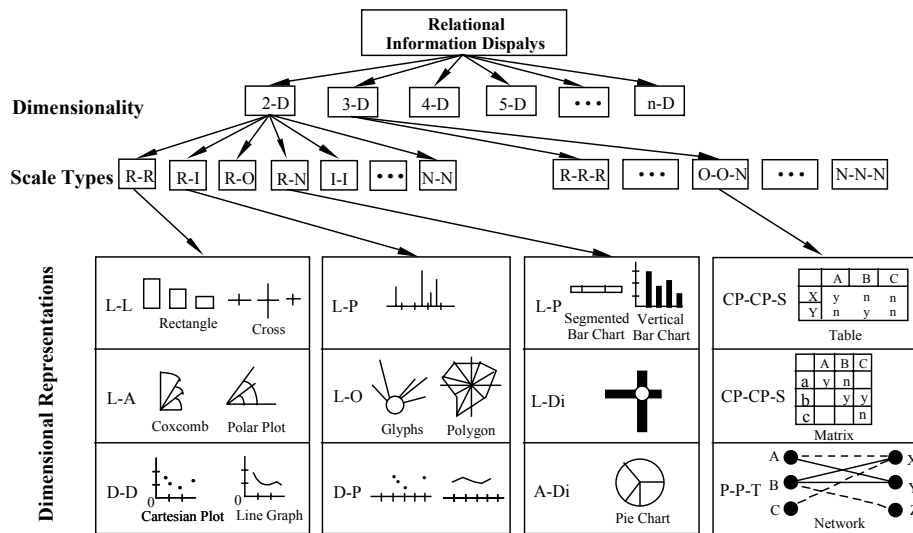 Relational
Information Dispalys
Dimensionality
2-D 3-D 4-D 5-D ••• n-D
Scale Types
R-R R-I R-O R-N I-I ••• N-N R-R-R ••• O-O-N ••• N-N-N
Dimensional Representations
L-L
Rectangle Cross
L-A
Coxcomb Polar Plot
D-D
0 0
Cartesian Plot Line Graph
L-P
L-O
Glyphs Polygon
D-P
L-P
Segmented Vertical
Bar Chart Bar Chart
L-Di
A-Di
Pie Chart
CP-CP-S
A B C
X y n n
Y n y n
Table
CP-CP-S
A B C
a y n
b y y
c n
Matrix
P-P-T
A X
B Y
C Z
Network